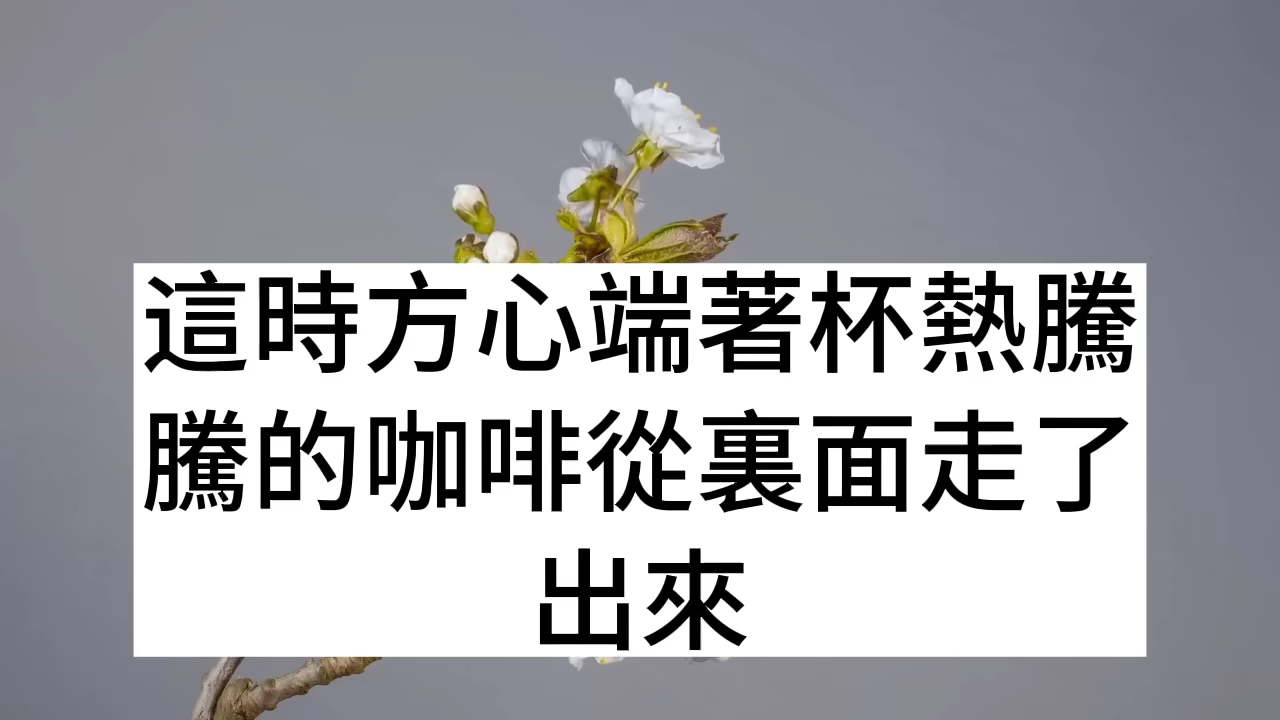 這時方心端著杯熱騰
騰的咖啡從裏面走了
出來